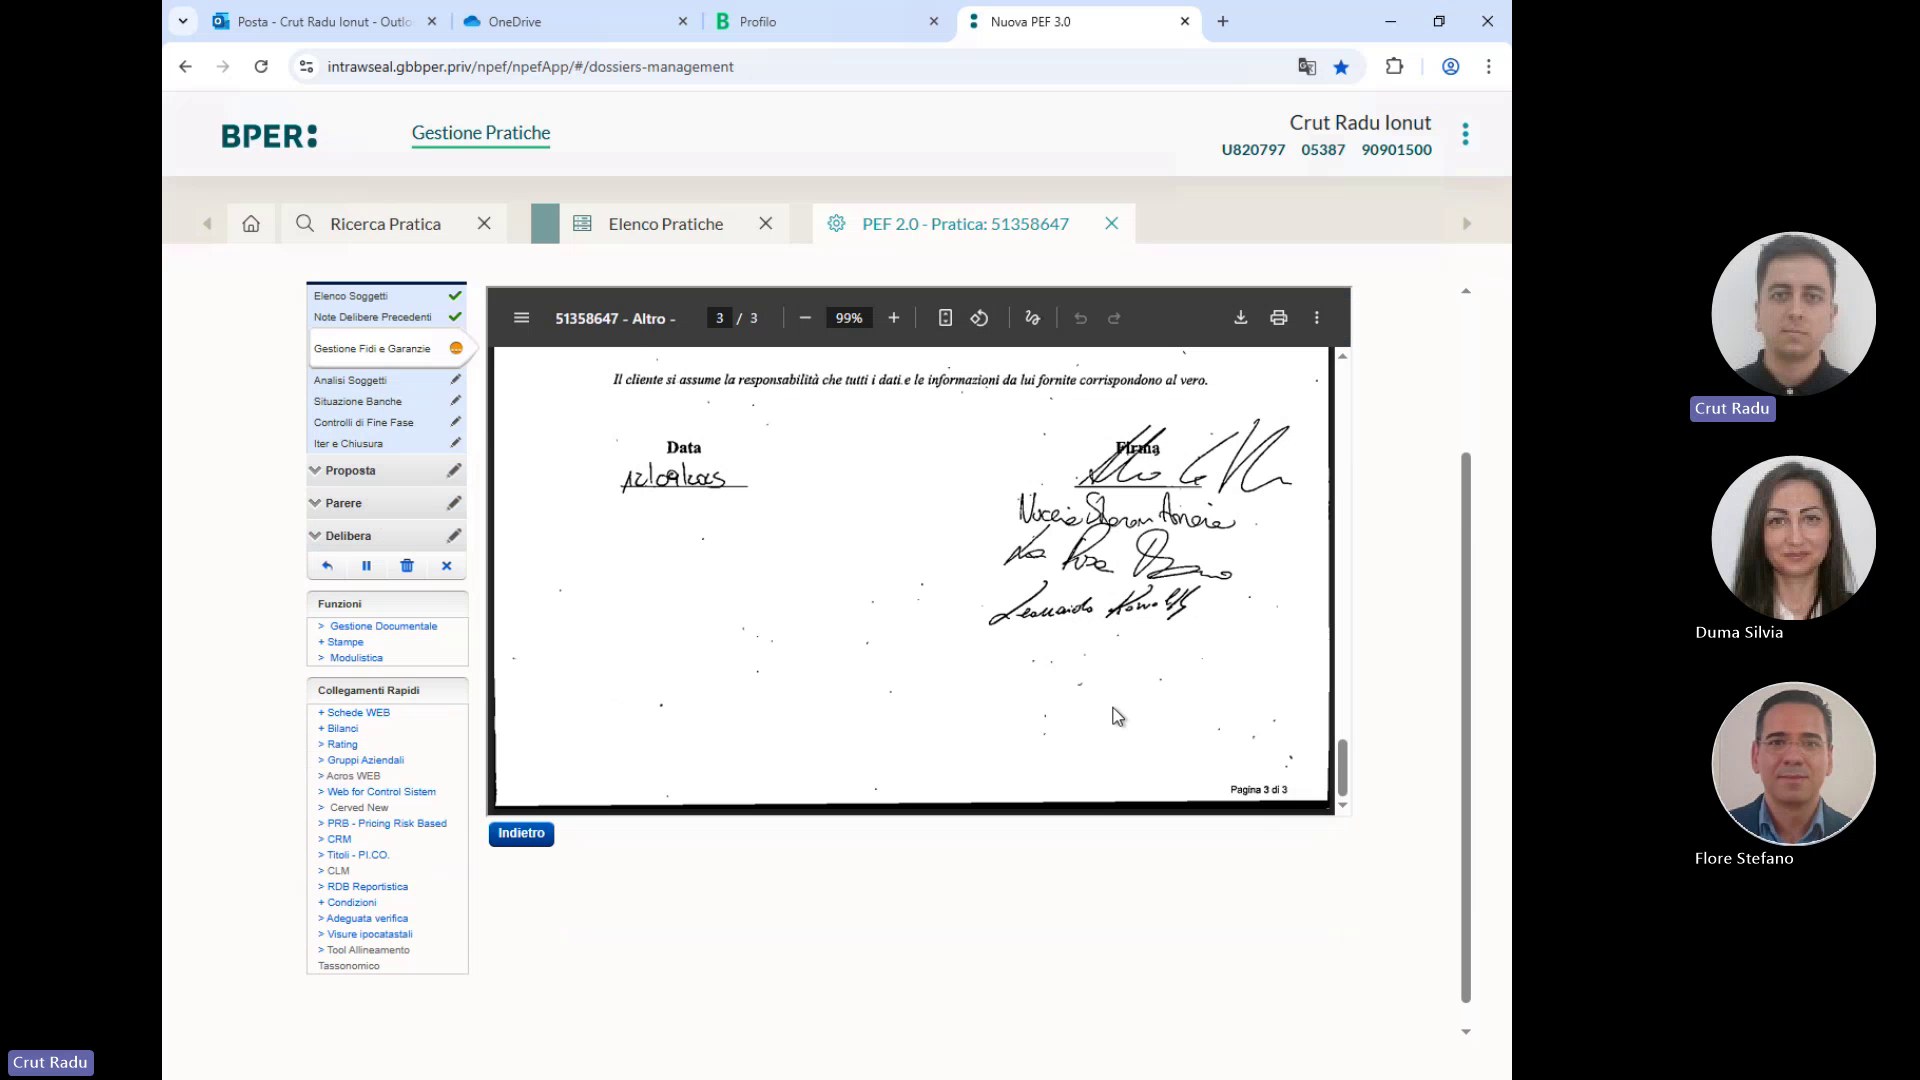 Posta - Crut Radu Ionut - Outlo
OneDrive
Profilo
Nuova PEF 3.0
intrawseal.gbbper.priv/npef/npefApp/#/dossiers-management
BPER:
Gestione Pratiche
Crut Radu Ionut
U820797 05387 90901500
Ricerca Pratica
Elenco Pratiche
PEF 2.0 - Pratica: 51358647
Elenco Soggetti
Note Delibere Precedenti
Gestione Fidi e Garanzie
Analisi Soggetti
Situazione Banche
Controlli di Fine Fase
Iter e Chiusura
Proposta
Parere
Delibera
Funzioni
> Gestione Documentale
+ Stampe
> Modulistica
Collegamenti Rapidi
+ Schede WEB
+ Bilanci
> Rating
> Gruppi Aziendali
> Acros WEB
> Web for Control Sistem
> Cerved New
> PRB - Pricing Risk Based
> CRM
> Titoli - PI.CO.
> CLM
> RDB Reportistica
+ Condizioni
> Adeguata verifica
> Visure ipocatastali
> Tool Allineamento
Tassonomico
51358647 - Altro -
3 / 3
99%
Il cliente si assume la responsabilità che tutti i dati e le informazioni da lui fornite corrispondono al vero.
Data
12/09/2025
Firma
La Rosa
Leonardo
Pagina 3 di 3
Indietro
Crut Radu
Duma Silvia
Flore Stefano
Crut Radu